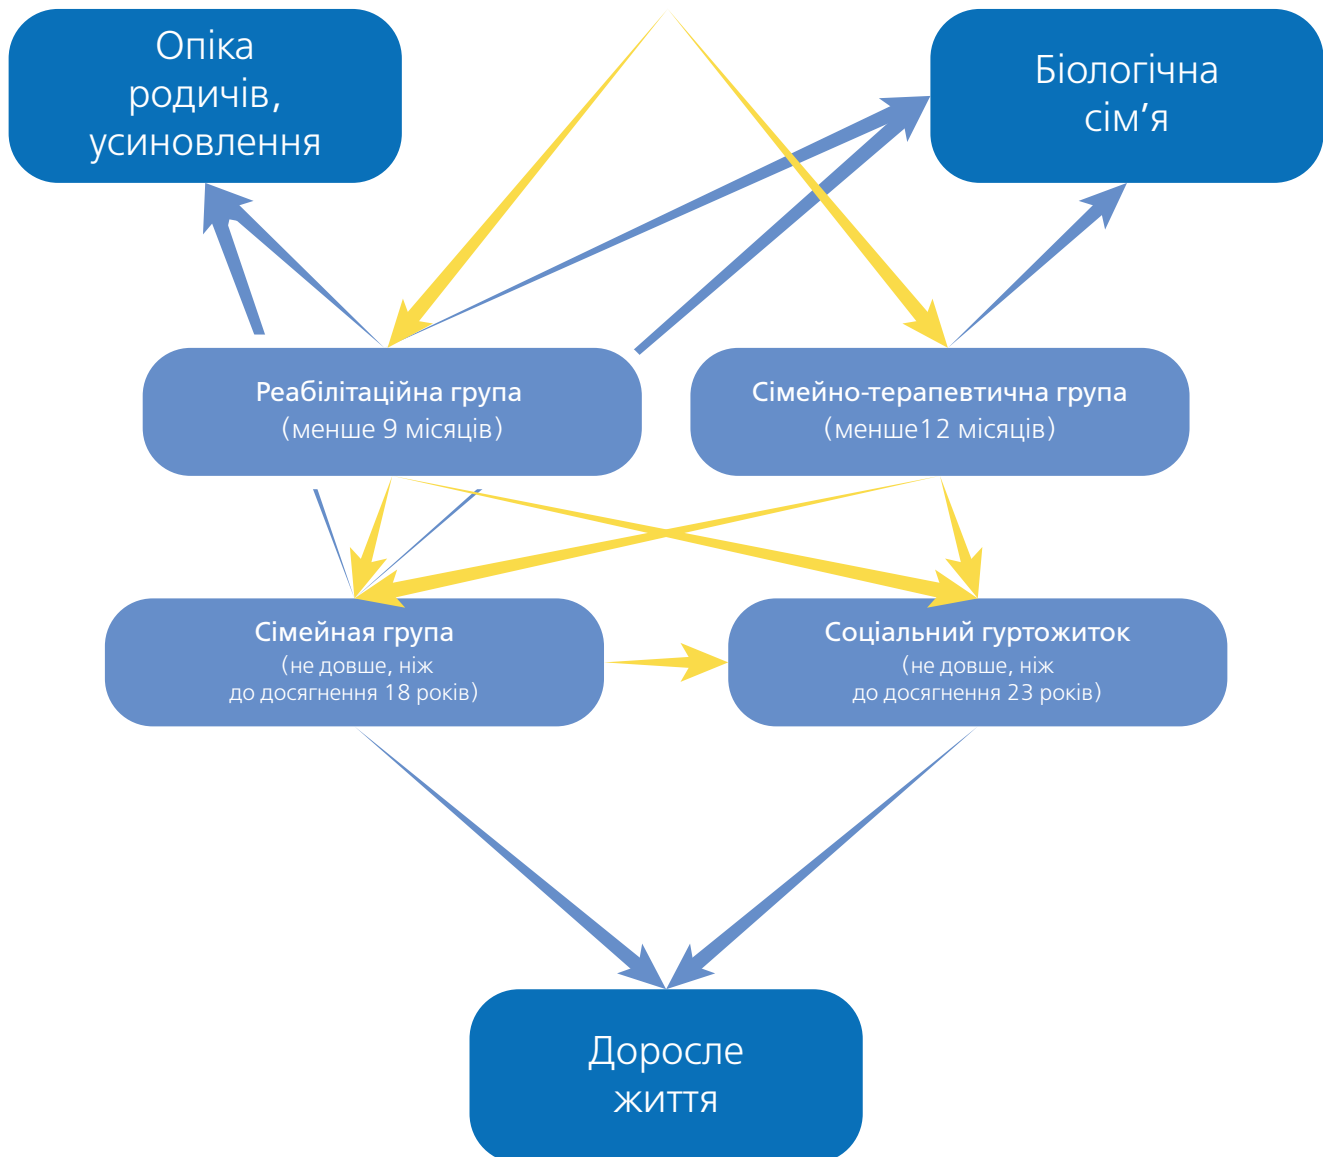 Опіка
родичів,
усиновлення
Біологічна
сім’я
Реабілітаційна група
(менше 9 місяців)
Сімейно-терапевтична група
(менше12 місяців)
Сімейная група
(не довше, ніж
до досягнення 18 років)
Соціальний гуртожиток
(не довше, ніж
до досягнення 23 років)
Доросле
життя